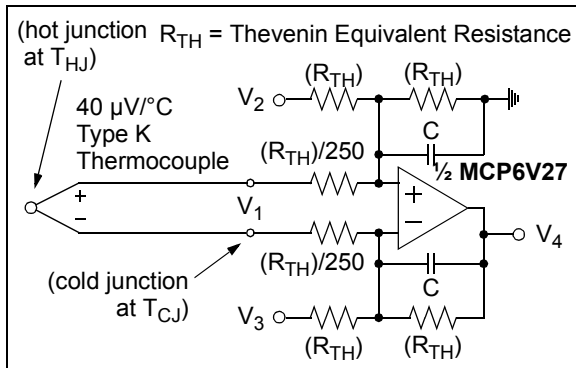 (hot junction
at T_HJ)
R_TH = Thevenin Equivalent Resistance
(R_TH)
(R_TH)
V_2
40 µV/°C
Type K
Thermocouple
C
(R_TH)/250
½ MCP6V27
+
+
V_1
−
−
V_4
(cold junction
at T_CJ)
(R_TH)/250
C
V_3
(R_TH)
(R_TH)